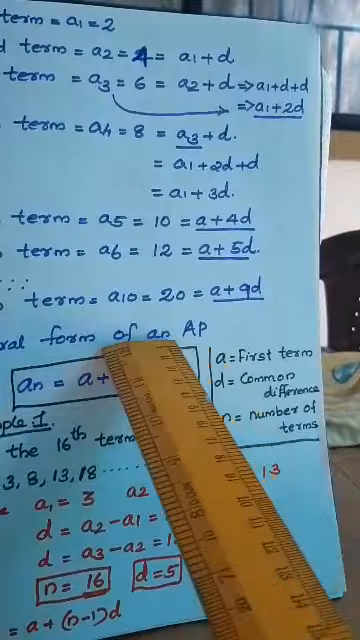 term = a1 = 2
term = a2 = 4 = a1 + d
term = a3 = 6 = a2 + d => a1 + d + d
=> a1 + 2d
term = a4 = 8 = a3 + d.
= a1 + 2d + d
= a1 + 3d.
term = a5 = 10 = a + 4d
term = a6 = 12 = a + 5d.
term = a10 = 20 = a + 9d
form of an AP
an = a +
a = First term
d = Common
difference
= number of
terms
1.
the 16th term
3, 8, 13, 18 ...... 13
a1 = 3 a2
d = a2 - a1 =
d = a3 - a2 =
n = 16 d = 5
= a + (n-1)d